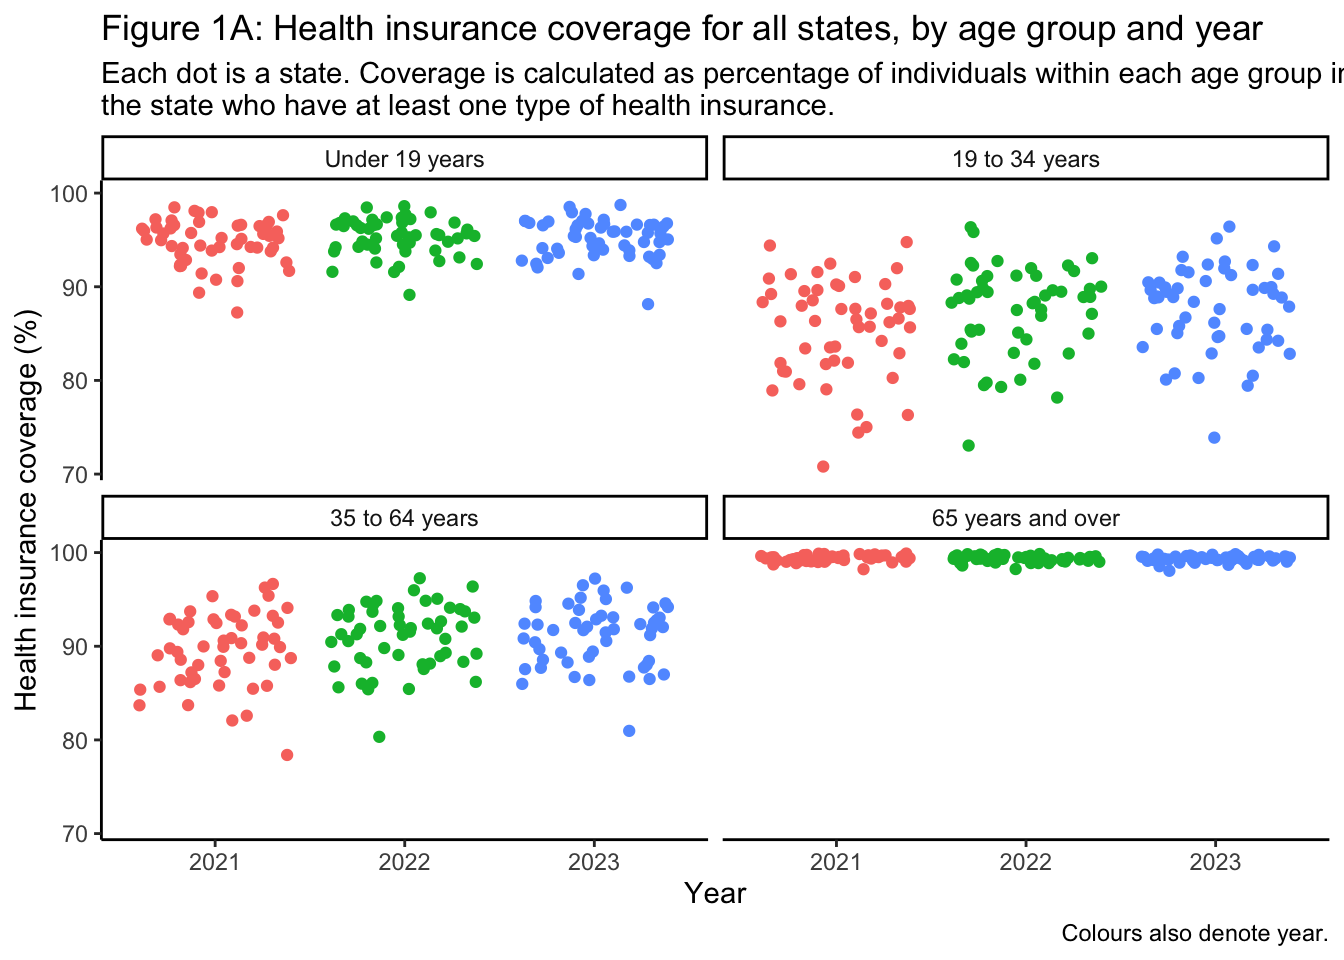 Figure 1A: Health insurance coverage for all states, by age group and year
Each dot is a state. Coverage is calculated as percentage of individuals within each age group
the state who have at least one type of health insurance.
Under 19 years
19 to 34 years
100
90
80
70
35 to 64 years
65 years and over
100
90
80
70
Health insurance coverage (%)
2021
2022
2023
2021
2022
2023
Year
Colours also denote year.